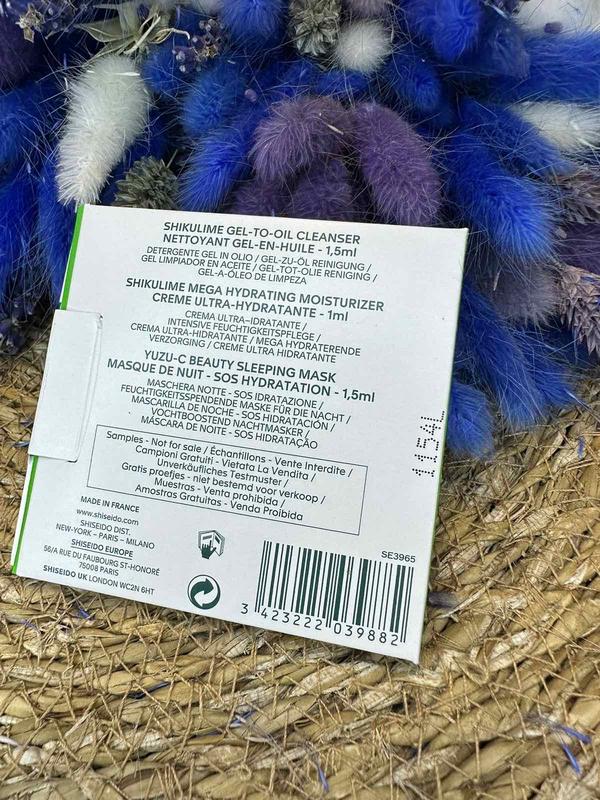 SHIKULIME GEL-TO-OIL CLEANSER
NETTOYANT GEL-EN-HUILE - 1,5ml
DETERGENTE GEL IN OLIO / GEL-ZU-ÖL REINIGUNG /
GEL LIMPIADOR EN ACEITE / GEL-TOT-OLIE REINIGING /
GEL-A-ÓLEO DE LIMPEZA
SHIKULIME MEGA HYDRATING MOISTURIZER
CREME ULTRA-HYDRATANTE - 1ml
CREMA ULTRA-IDRATANTE /
INTENSIVE FEUCHTIGKEITSPFLEGE /
CREMA ULTRA-HIDRATANTE / MEGA HYDRATERENDE
VERZORGING / CREME ULTRA HIDRATANTE
YUZU-C BEAUTY SLEEPING MASK
MASQUE DE NUIT - SOS HYDRATATION - 1,5ml
MASCHERA NOTTE - SOS IDRATAZIONE /
FEUCHTIGKEITSSPENDENDE MASKE FÜR DIE NACHT /
MASCARILLA DE NOCHE - SOS HIDRATACIÓN /
VOCHTBOOSTEND NACHTMASKER /
MÁSCARA DE NOITE - SOS HIDRATAÇÃO
Samples - Not for sale / Échantillons - Vente Interdite /
Campioni Gratuiti - Vietata La Vendita /
Unverkäufliches Testmuster /
Gratis proefjes - niet bestemd voor verkoop /
Muestras - Venta prohibida /
Amostras Gratuitas - Venda Proibida
1154L
MADE IN FRANCE
www.shiseido.com
SHISEIDO DIST.
NEW-YORK - PARIS - MILANO
SHISEIDO EUROPE
56/A RUE DU FAUBOURG ST-HONORÉ
75008 PARIS
SHISEIDO UK LONDON WC2N 6HT
SE3965
3 423222 039882